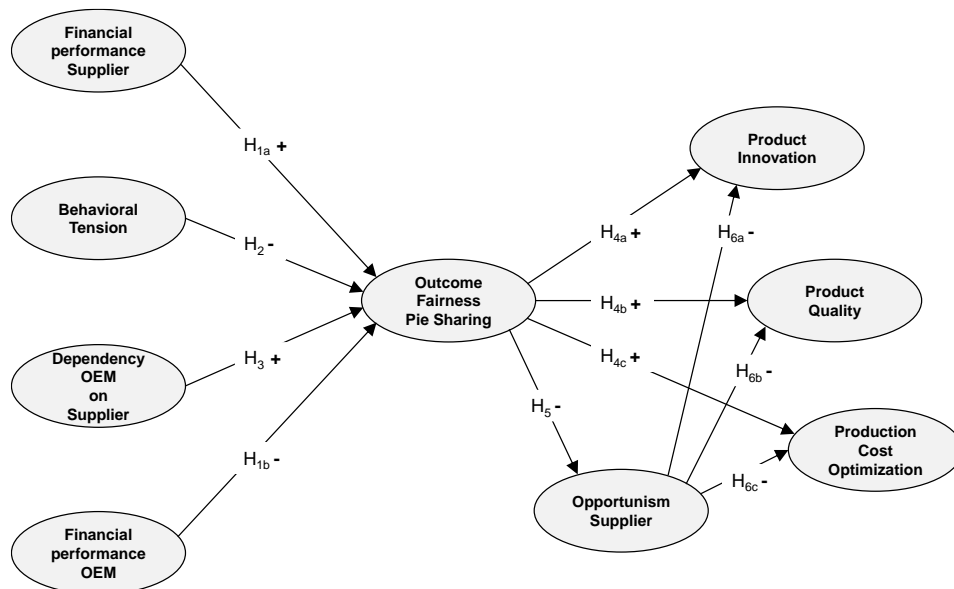 Financial
performance
Supplier
H1a +
Behavioral
Tension
H2 -
Dependency
OEM
on
Supplier
H3 +
Financial
performance
OEM
H1b -
Outcome
Fairness
Pie Sharing
H4a +
H4b +
H4c +
H5 -
Opportunism
Supplier
H6a -
H6b -
H6c -
Product
Innovation
Product
Quality
Production
Cost
Optimization